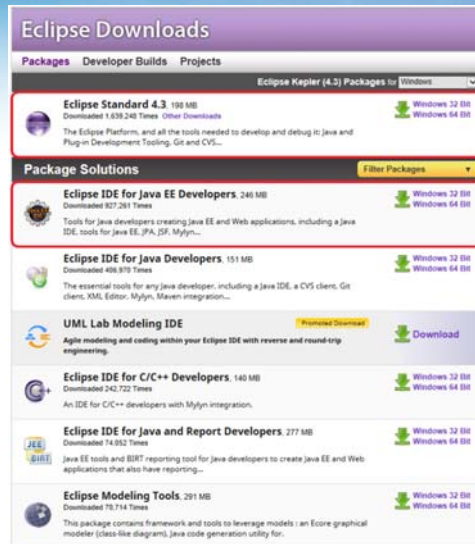 Eclipse Downloads
Packages Developer Builds Projects
Eclipse Kepler (4.3) Packages for Windows
Eclipse Standard 4.3, 198 MB
Downloaded 1,639,248 Times Other Downloads
Windows 32 Bit
Windows 64 Bit
The Eclipse Platform, and all the tools needed to develop and debug it: Java and
Plug-in Development Tooling, Git and CVS...
Package Solutions
Filter Packages
Eclipse IDE for Java EE Developers, 246 MB
Downloaded 927,261 Times
Windows 32 Bit
Windows 64 Bit
Tools for Java developers creating Java EE and Web applications, including a Java
IDE, tools for Java EE, JPA, JSF, Mylyn...
Eclipse IDE for Java Developers, 151 MB
Downloaded 406,970 Times
Windows 32 Bit
Windows 64 Bit
The essential tools for any Java developer, including a Java IDE, a CVS client, Git
client, XML Editor, Mylyn, Maven integration...
UML Lab Modeling IDE
Promoted Download
Download
Agile modeling and coding within your Eclipse IDE with reverse and round-trip
engineering.
Eclipse IDE for C/C++ Developers, 140 MB
Downloaded 242,722 Times
Windows 32 Bit
Windows 64 Bit
An IDE for C/C++ developers with Mylyn integration.
JEE
BIRT
Eclipse IDE for Java and Report Developers, 277 MB
Downloaded 74,052 Times
Windows 32 Bit
Windows 64 Bit
Java EE tools and BIRT reporting tool for Java developers to create Java EE and Web
applications that also have reporting...
Eclipse Modeling Tools, 291 MB
Downloaded 70,714 Times
Windows 32 Bit
Windows 64 Bit
This package contains framework and tools to leverage models : an Ecore graphical
modeler (class-like diagram), Java code generation utility for.